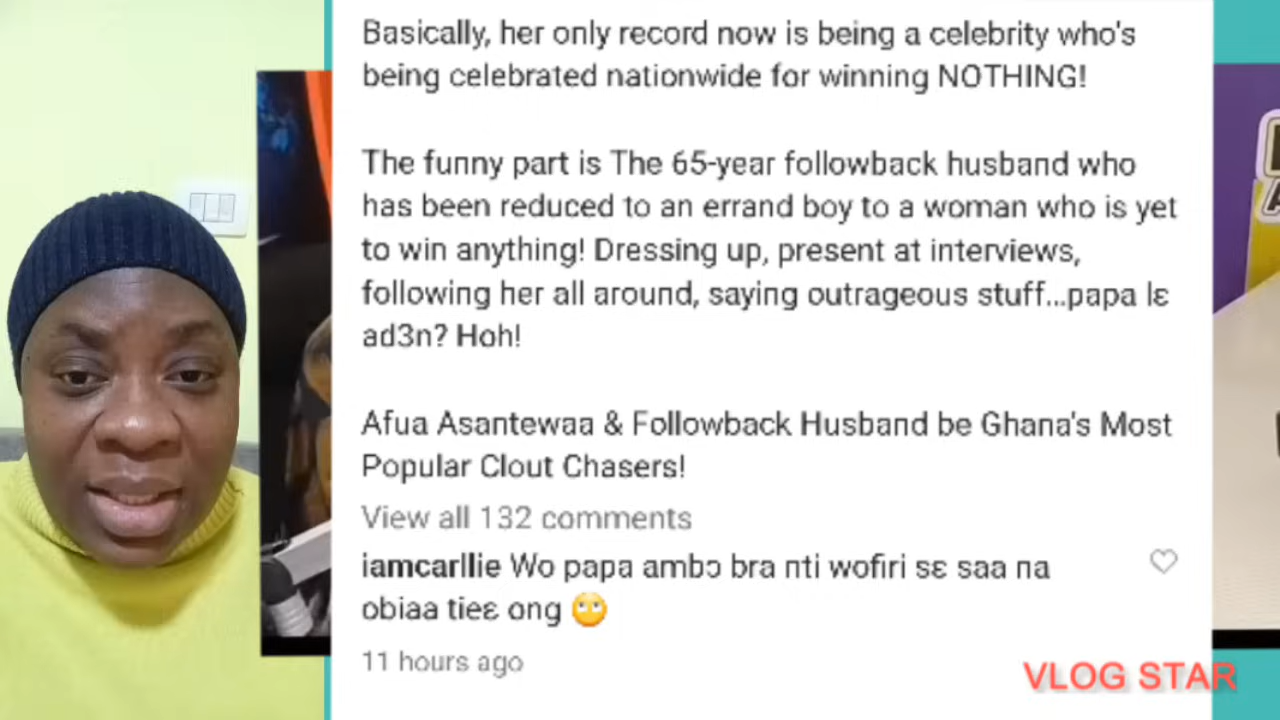 Basically, her only record now is being a celebrity who's
being celebrated nationwide for winning NOTHING!
The funny part is The 65-year followback husband who
has been reduced to an errand boy to a woman who is yet
to win anything! Dressing up, present at interviews,
following her all around, saying outrageous stuff...papa lɛ
ad3n? Hoh!
Afua Asantewaa & Followback Husband be Ghana's Most
Popular Clout Chasers!
View all 132 comments
iamcarllie Wo papa ambɔ bra nti wofiri sɛ saa na
obiaa tieɛ ong 🙄
11 hours ago
VLOG STAR